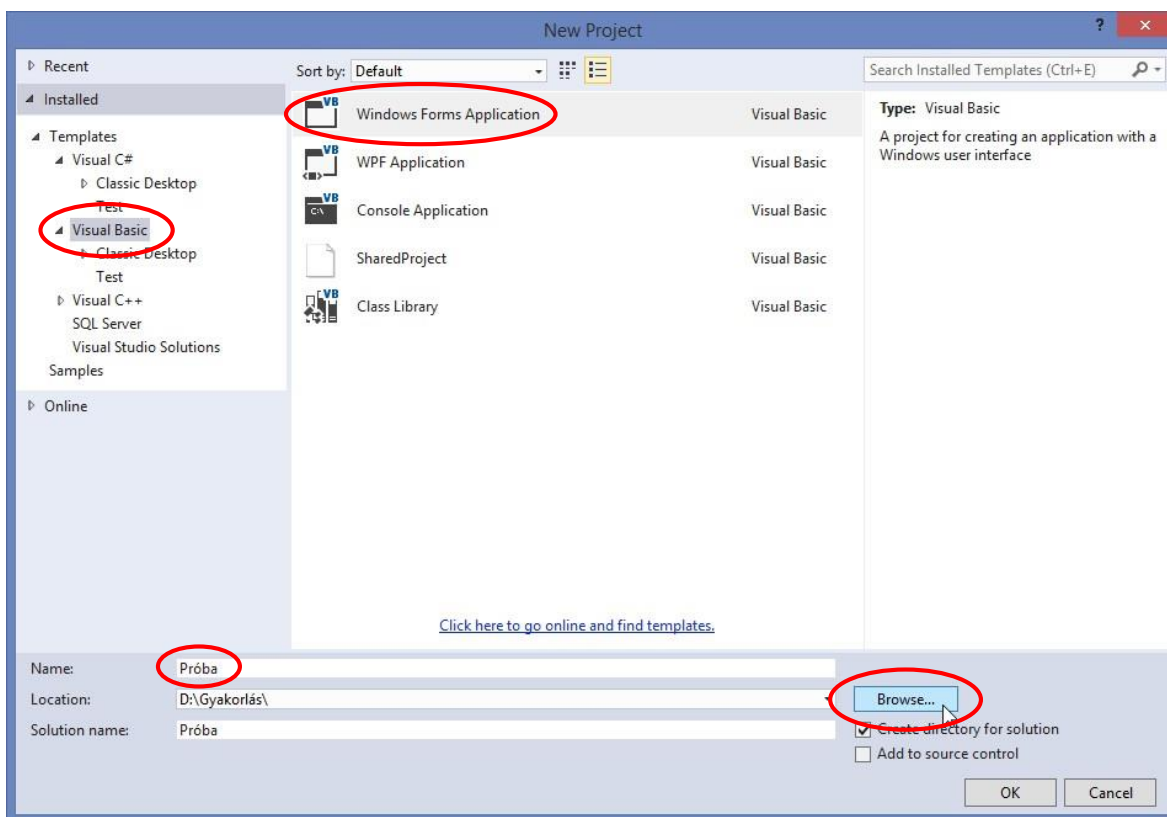 New Project
?
Recent
Installed
Templates
Visual C#
Classic Desktop
Test
Visual Basic
Classic Desktop
Test
Visual C++
SQL Server
Visual Studio Solutions
Samples
Online
Sort by: Default
Search Installed Templates (Ctrl+E)
VB Windows Forms Application Visual Basic
VB WPF Application Visual Basic
VB C:\ Console Application Visual Basic
SharedProject Visual Basic
VB Class Library Visual Basic
Type: Visual Basic
A project for creating an application with a
Windows user interface
Click here to go online and find templates.
Name: Próba
Location: D:\Gyakorlás\
Browse...
Solution name: Próba
Create directory for solution
Add to source control
OK Cancel